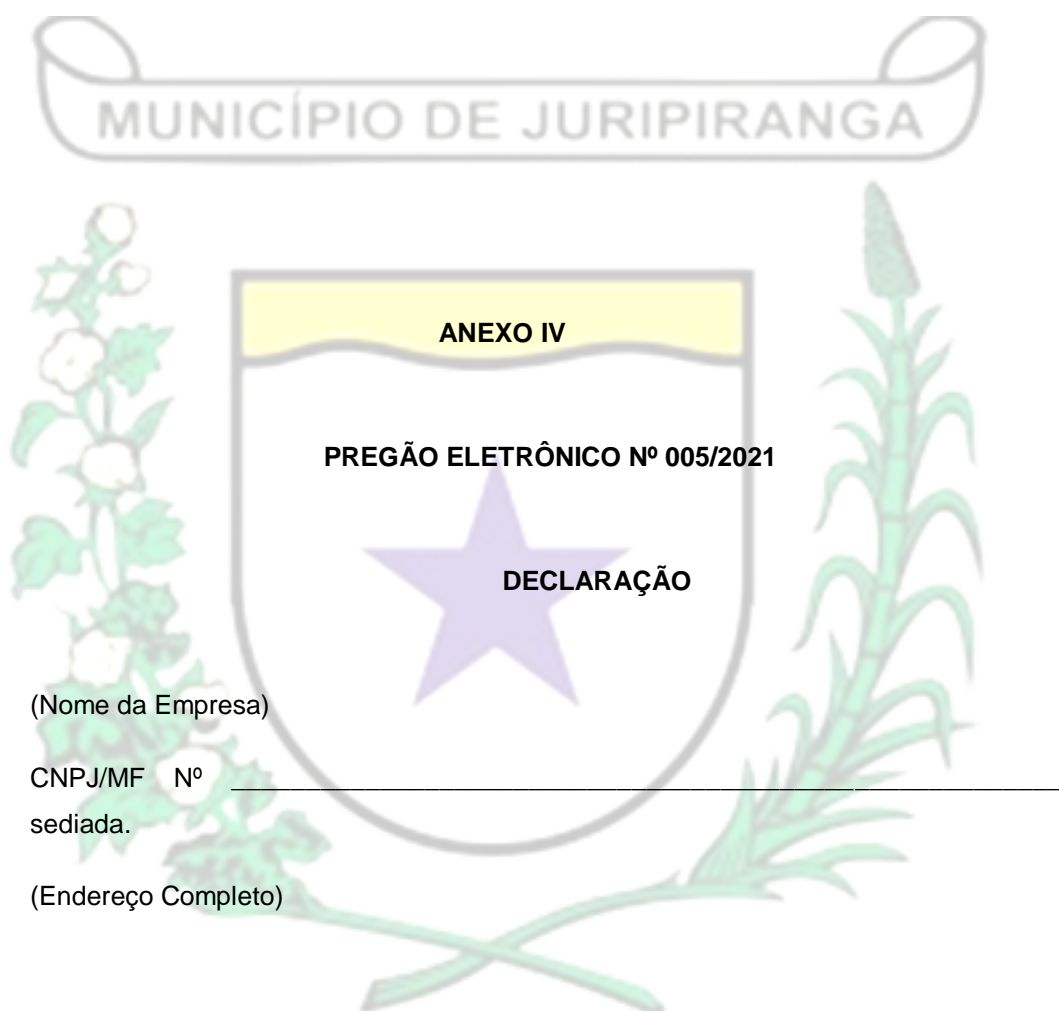 MUNICÍPIO DE JURIPIRANGA
ANEXO IV
PREGÃO ELETRÔNICO Nº 005/2021
DECLARAÇÃO
(Nome da Empresa)
CNPJ/MF Nº ________________________________________________________
sediada.
(Endereço Completo)